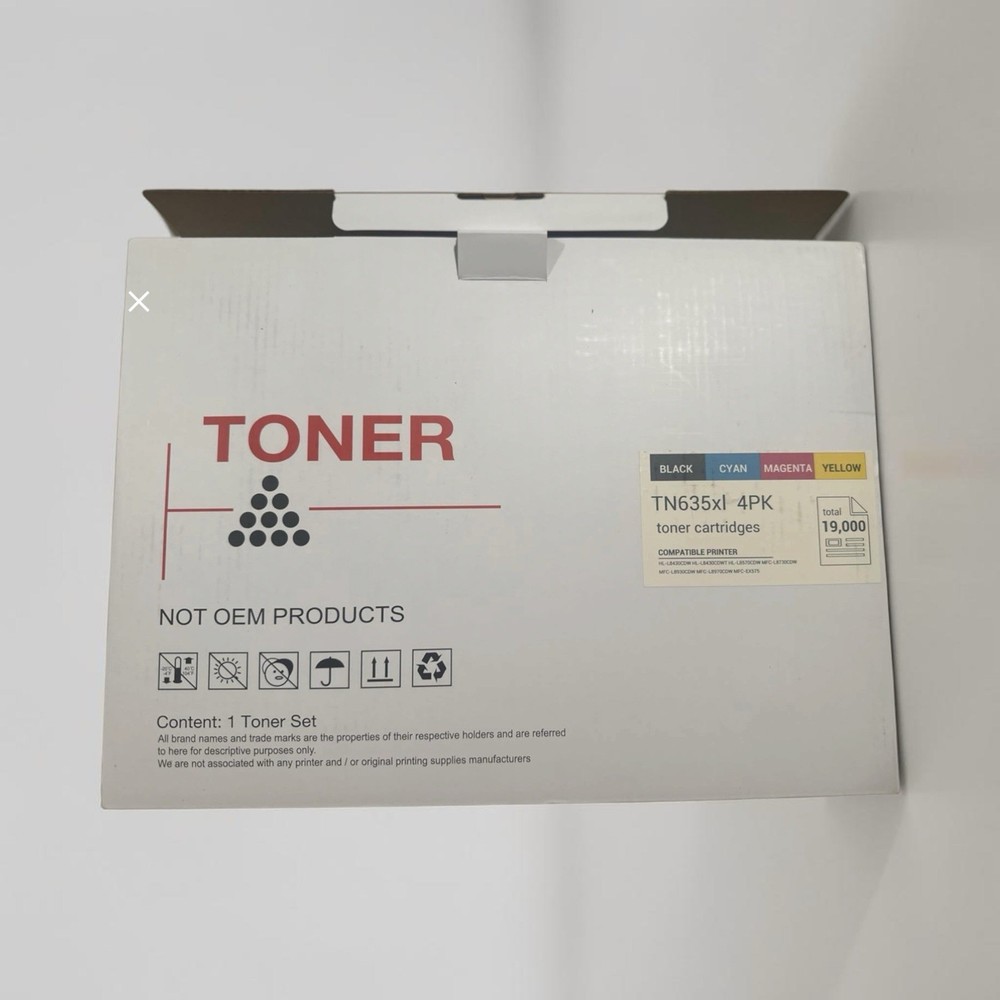 TONER
BLACK CYAN MAGENTA YELLOW
TN635xl 4PK
toner cartridges
total
19,000
COMPATIBLE PRINTER
NOT OEM PRODUCTS
Content: 1 Toner Set
All brand names and trade marks are the properties of their respective holders and are referred
to here for descriptive purposes only.
We are not associated with any printer and / or original printing supplies manufacturers